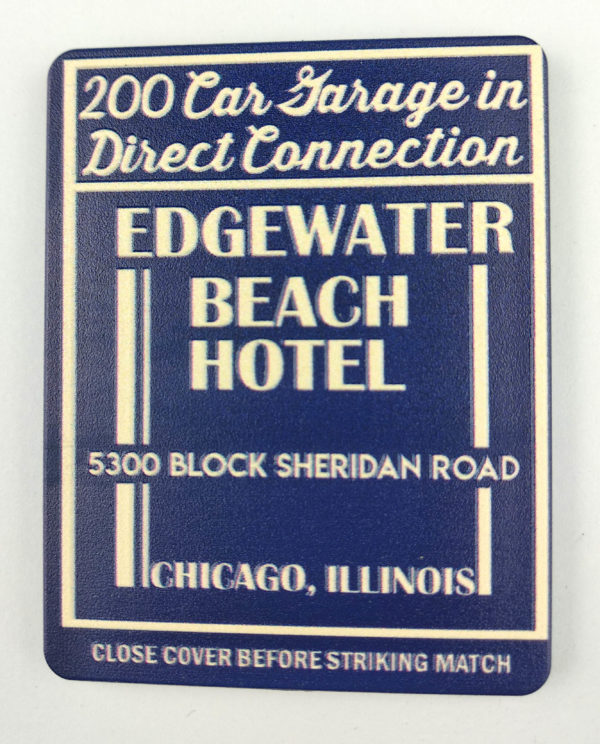 200 Car Garage in
Direct Connection
EDGEWATER
BEACH
HOTEL
5300 BLOCK SHERIDAN ROAD
CHICAGO, ILLINOIS
CLOSE COVER BEFORE STRIKING MATCH